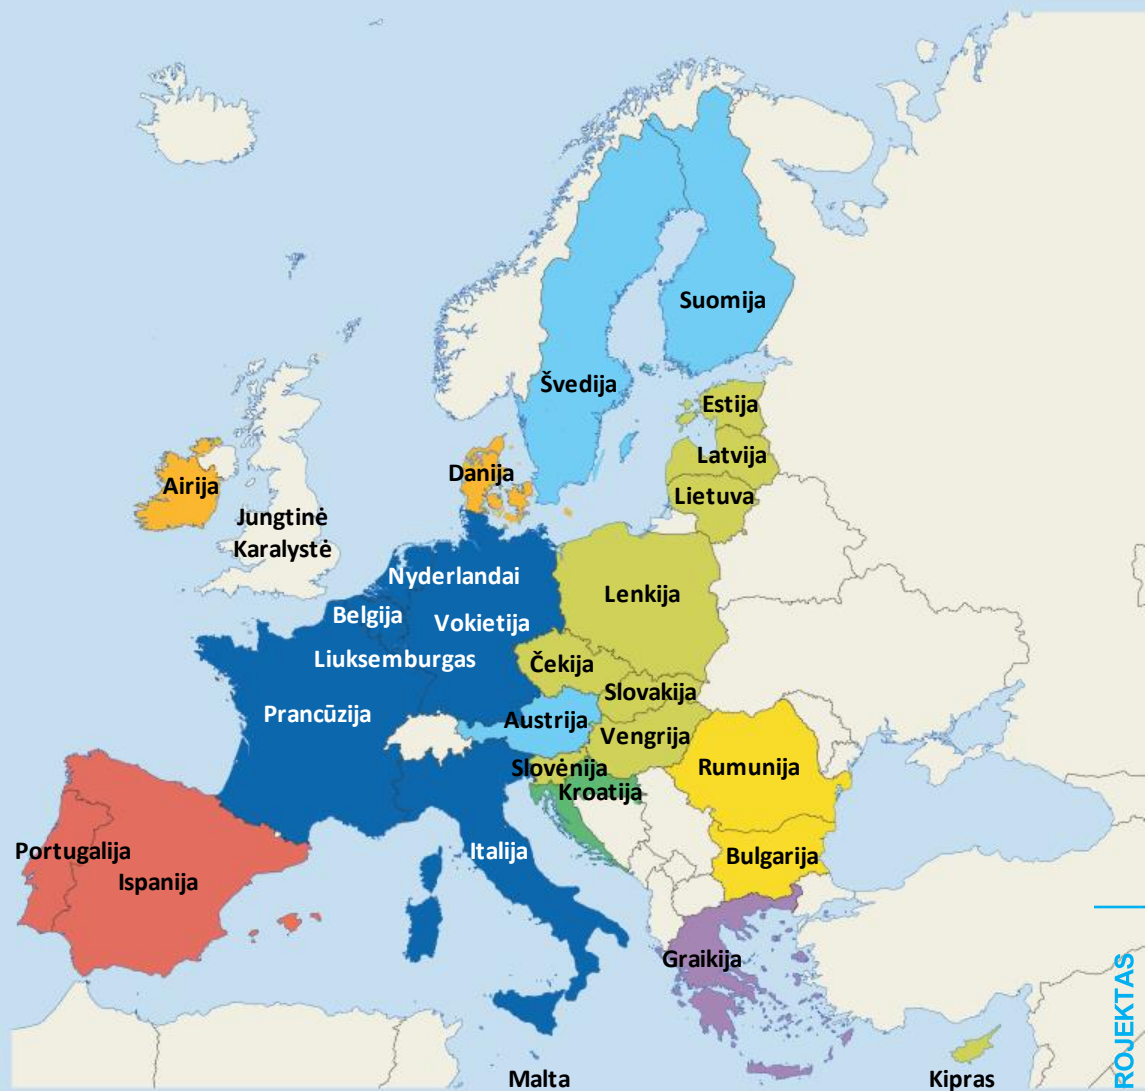 Suomija
Švedija
Estija
Latvija
Lietuva
Danija
Airija
Jungtinė
Karalystė
Nyderlandai
Belgija
Vokietija
Liuksemburgas
Lenkija
Čekija
Slovakija
Prancūzija
Austrija
Vengrija
Slovėnija
Kroatija
Rumunija
Portugalija
Ispanija
Italija
Bulgarija
Graikija
Malta
Kipras
ROJEKTAS